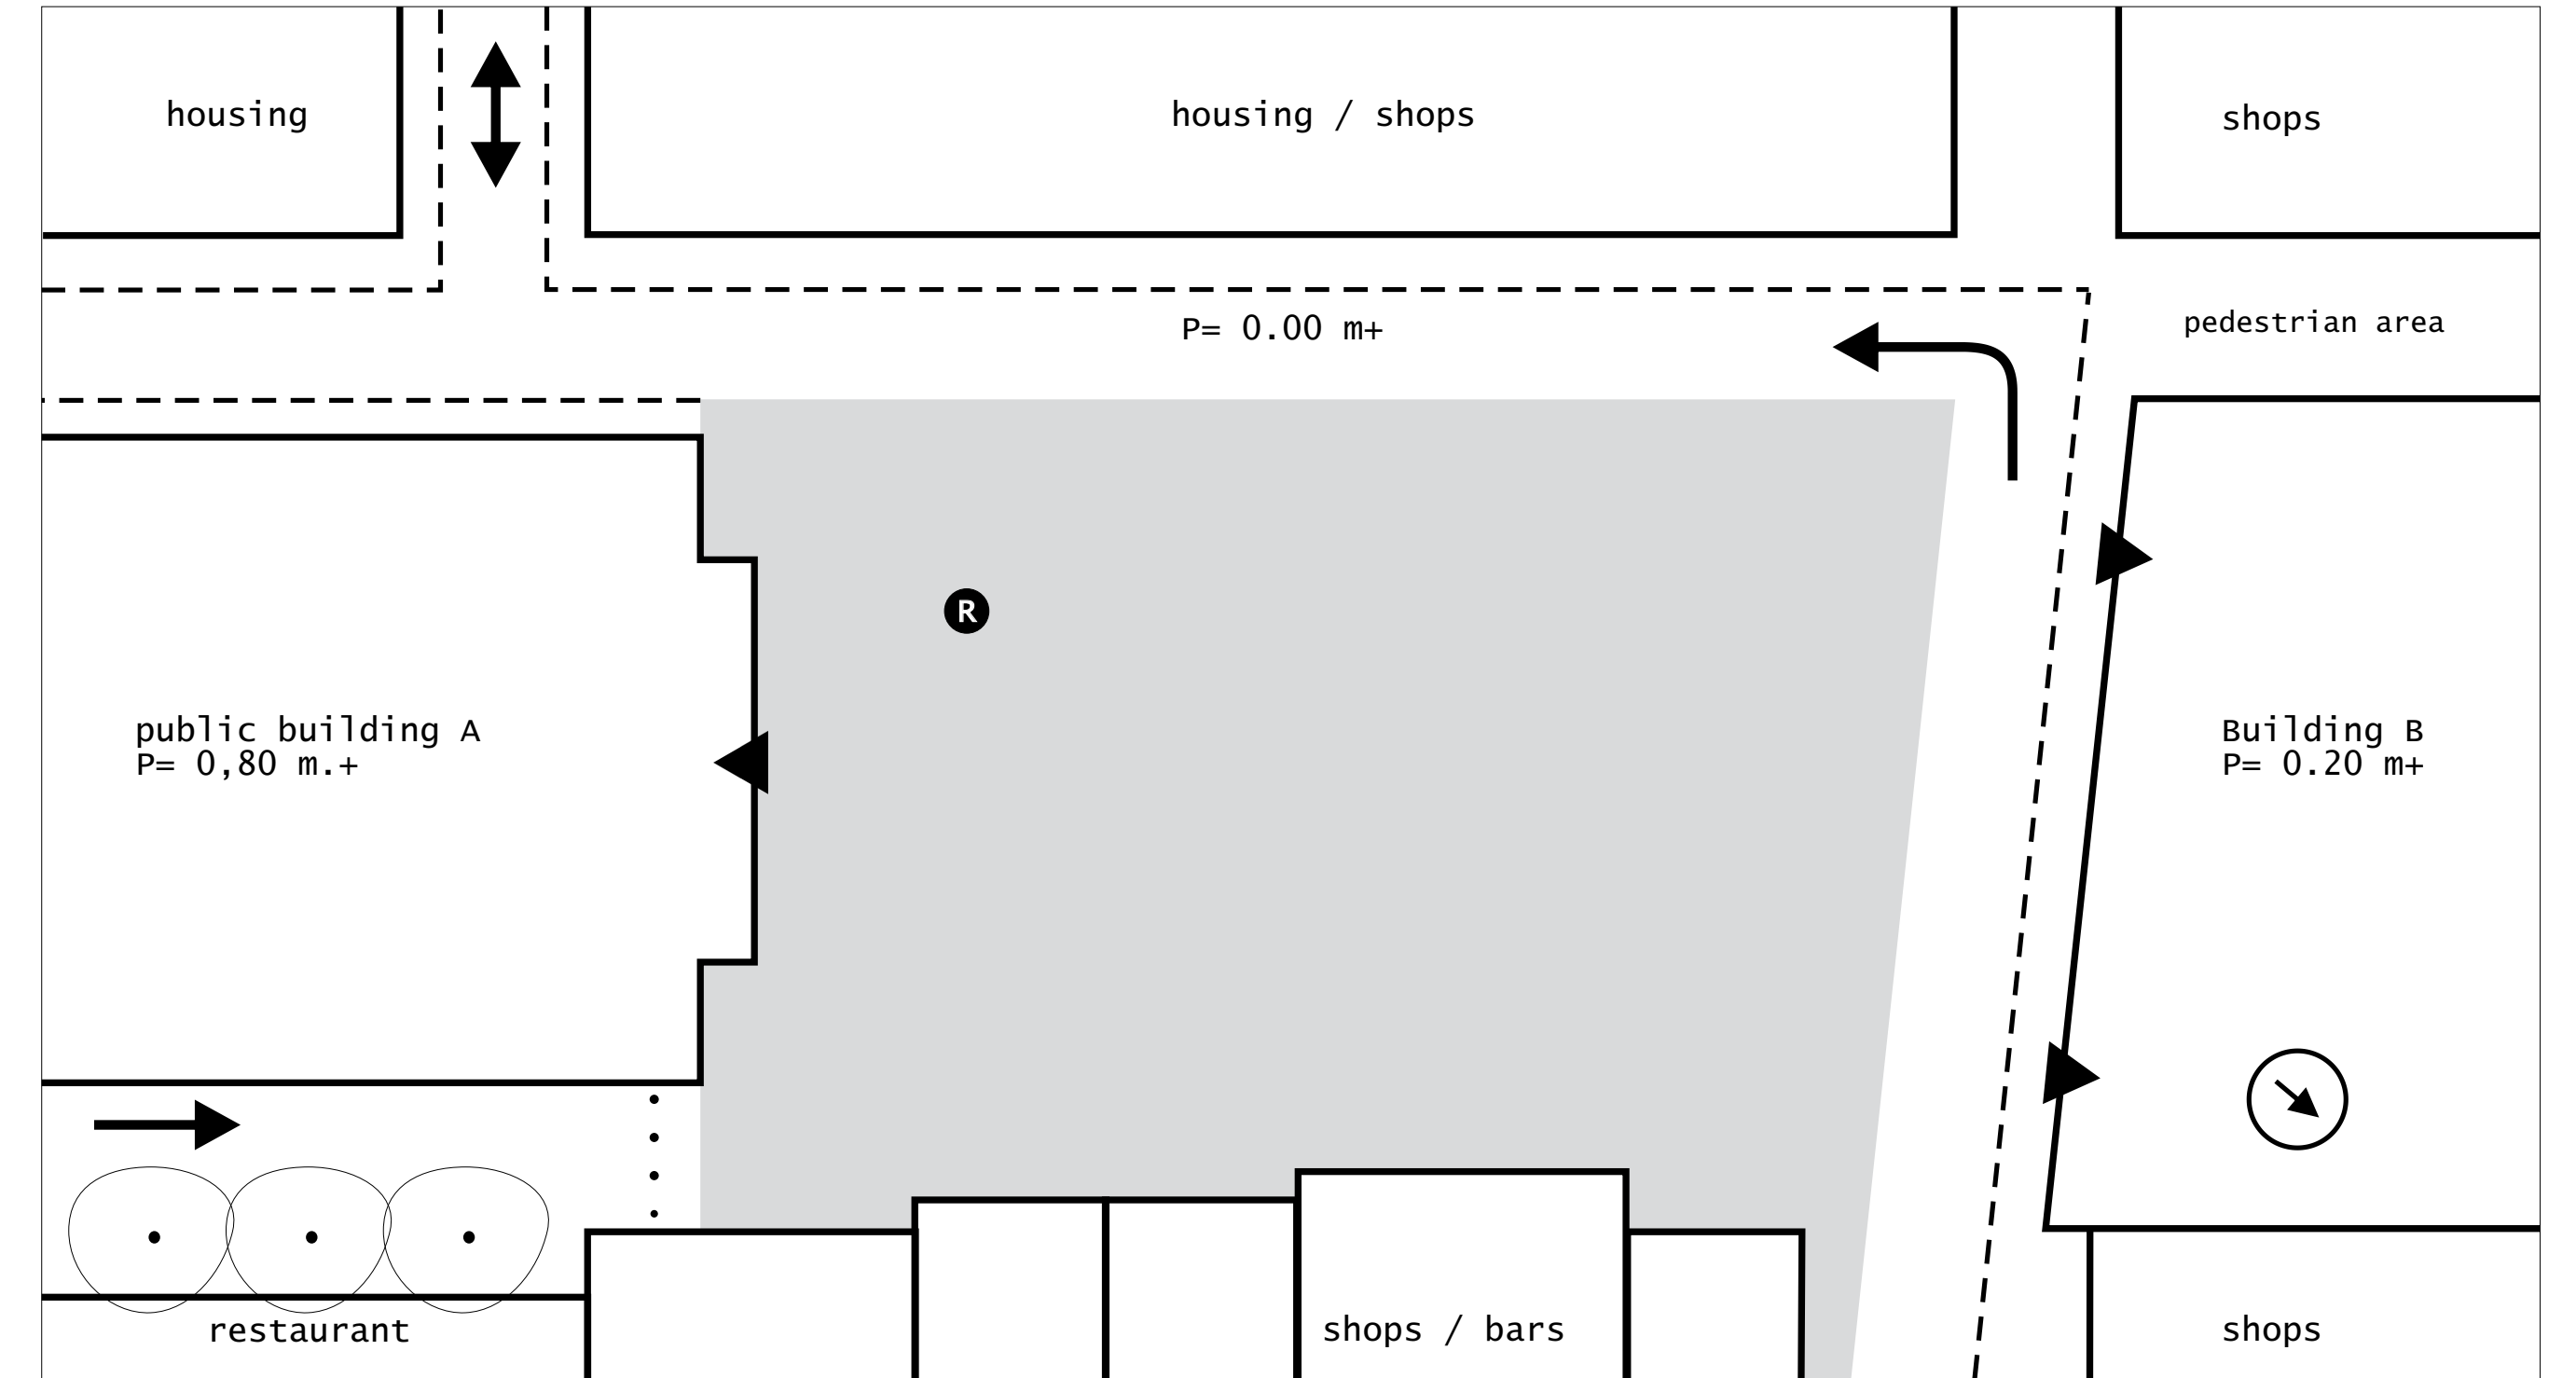 housing
housing / shops
shops
P= 0.00 m+
pedestrian area
R
public building A
P= 0,80 m.+
Building B
P= 0.20 m+
restaurant
shops / bars
shops